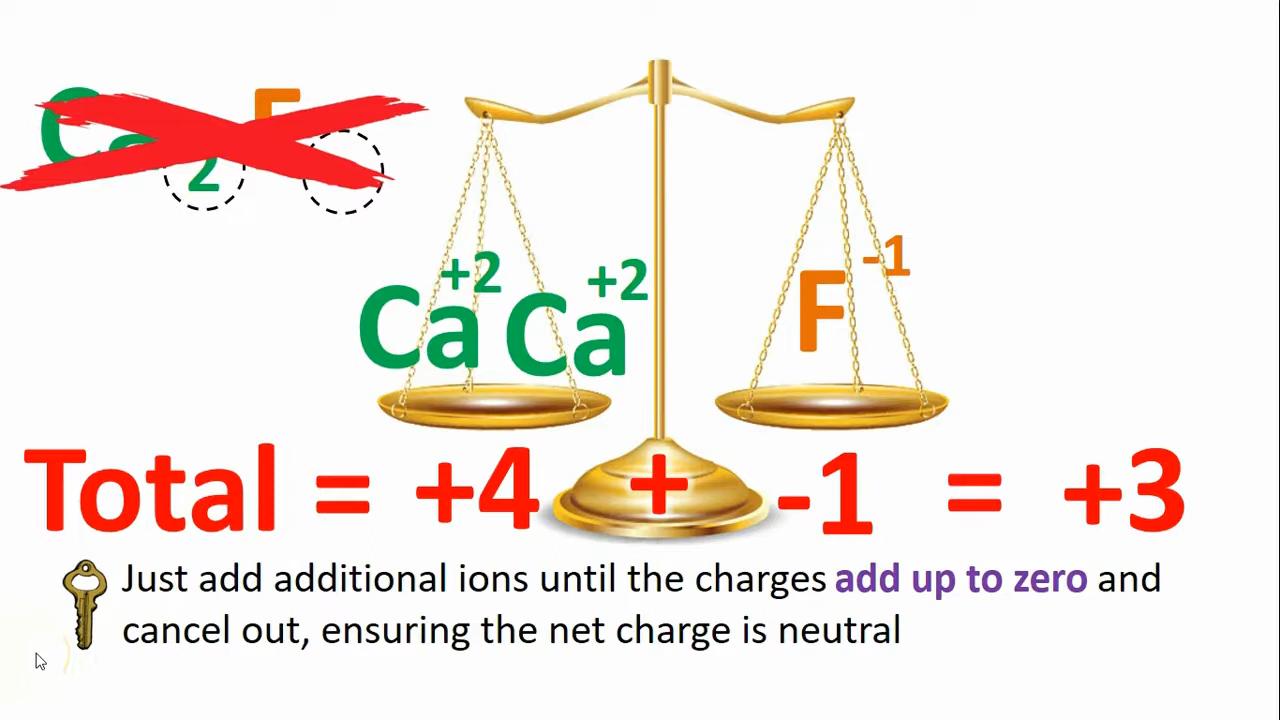 Ca2 F
Ca+2 Ca+2 F-1
Total = +4 + -1 = +3
Just add additional ions until the charges add up to zero and
cancel out, ensuring the net charge is neutral